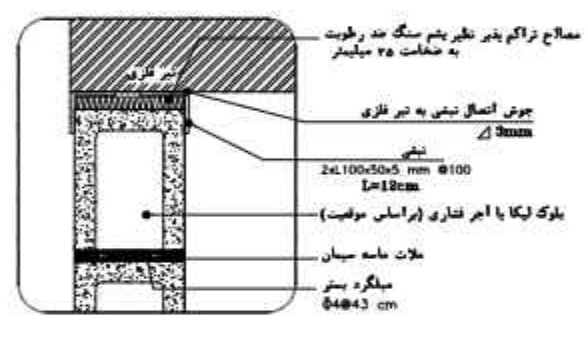 مصالح تراکم پذیر نظیر پشم سنگ ضد رطوبت
به ضخامت ۲۵ میلیمتر
تیر فلزی
جوش اتصال نبشی به تیر فلزی
3mm
نبشی
2xL100x50x5 mm @100
L=12cm
بلوک لیکا یا آجر فشاری (براساس موقعیت)
ملات ماسه سیمان
میلگرد بستر
Φ4@43 cm